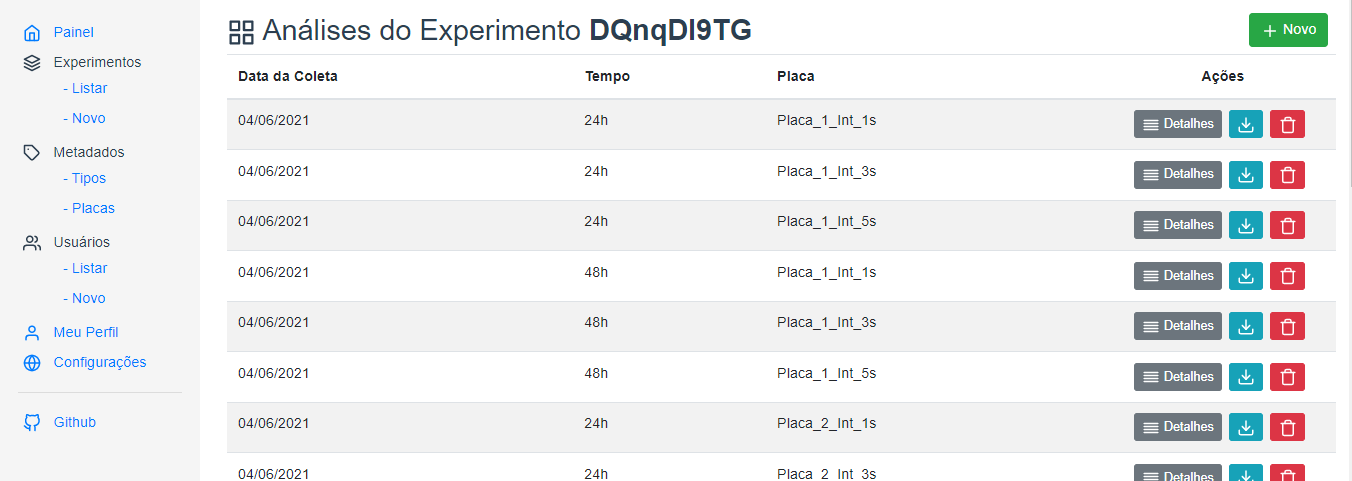 Painel
Experimentos
- Listar
- Novo
Metadados
- Tipos
- Placas
Usuários
- Listar
- Novo
Meu Perfil
Configurações
Github
Análises do Experimento DQnqDI9TG
Novo
Data da Coleta Tempo Placa Ações
04/06/2021 24h Placa_1_Int_1s Detalhes
04/06/2021 24h Placa_1_Int_3s Detalhes
04/06/2021 24h Placa_1_Int_5s Detalhes
04/06/2021 48h Placa_1_Int_1s Detalhes
04/06/2021 48h Placa_1_Int_3s Detalhes
04/06/2021 48h Placa_1_Int_5s Detalhes
04/06/2021 24h Placa_2_Int_1s Detalhes
04/06/2021 24h Placa_2_Int_3s Detalhes